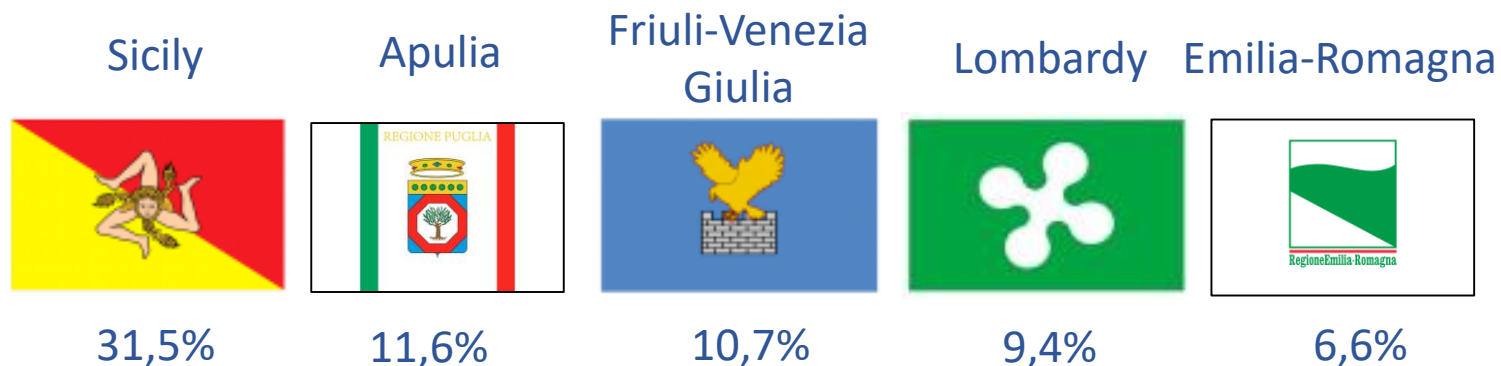 Sicily
Apulia
Friuli-Venezia
Giulia
Lombardy
Emilia-Romagna
REGIONE PUGLIA
RegioneEmilia-Romagna
31,5%
11,6%
10,7%
9,4%
6,6%